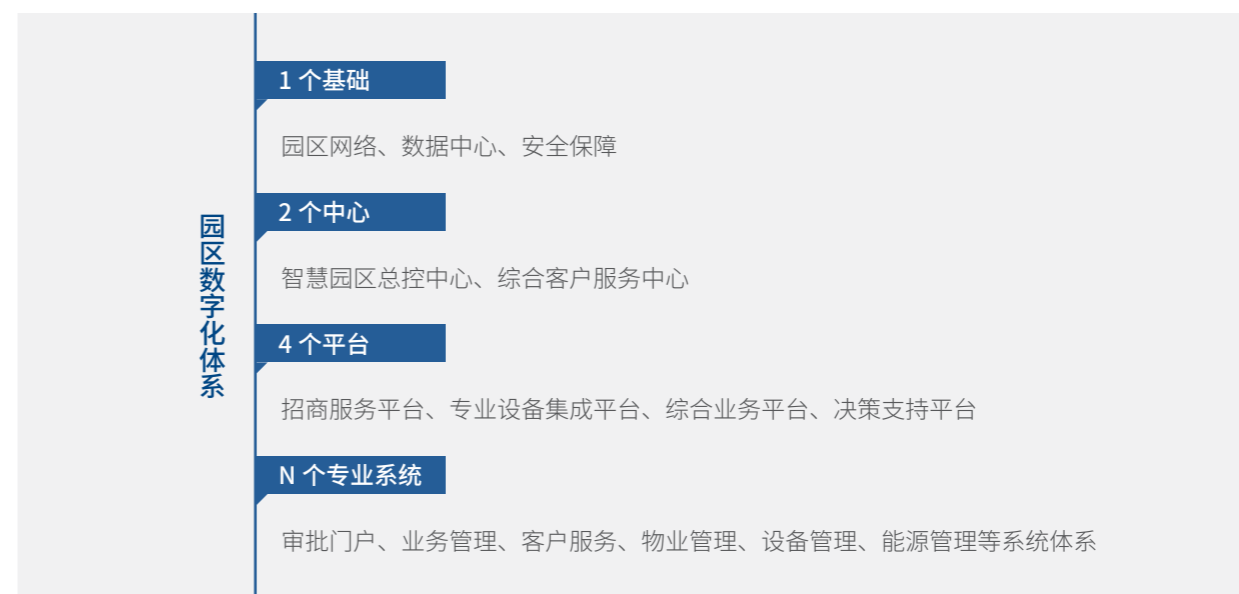 园区数字化体系
1 个基础
园区网络、数据中心、安全保障
2 个中心
智慧园区总控中心、综合客户服务中心
4 个平台
招商服务平台、专业设备集成平台、综合业务平台、决策支持平台
N 个专业系统
审批门户、业务管理、客户服务、物业管理、设备管理、能源管理等系统体系